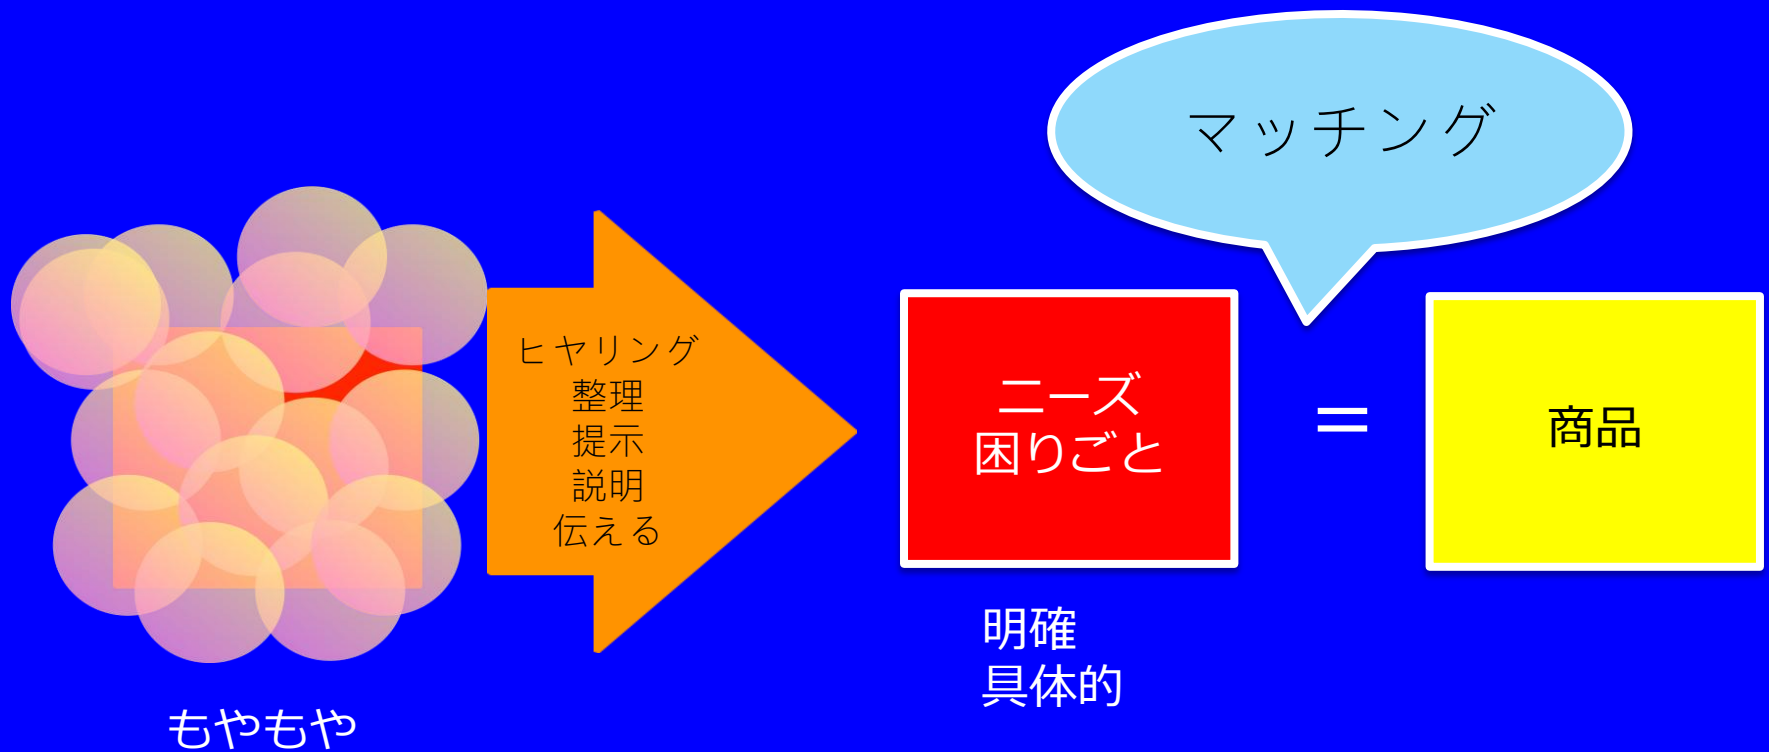 マッチング
ヒヤリング
整理
提示
説明
伝える
ニーズ
困りごと
＝
商品
明確
具体的
もやもや